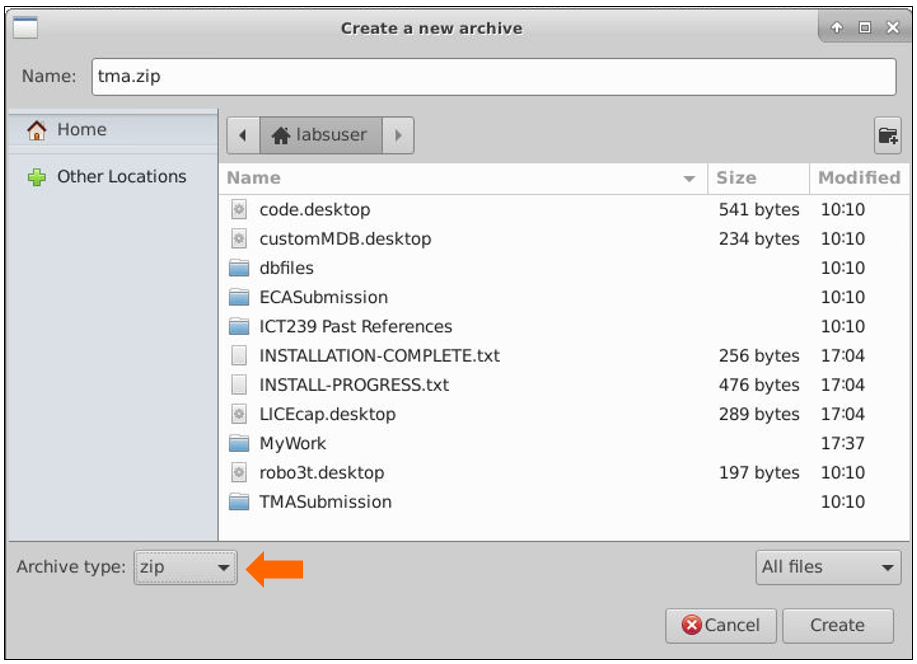 Create a new archive
Name: tma.zip
Home
Other Locations
labsuser
Name Size Modified
code.desktop 541 bytes 10:10
customMDB.desktop 234 bytes 10:10
dbfiles 10:10
ECASubmission 10:10
ICT239 Past References 10:10
INSTALLATION-COMPLETE.txt 256 bytes 17:04
INSTALL-PROGRESS.txt 476 bytes 17:04
LICEcap.desktop 289 bytes 17:04
MyWork 17:37
robo3t.desktop 197 bytes 10:10
TMASubmission 10:10
Archive type: zip All files
Cancel Create